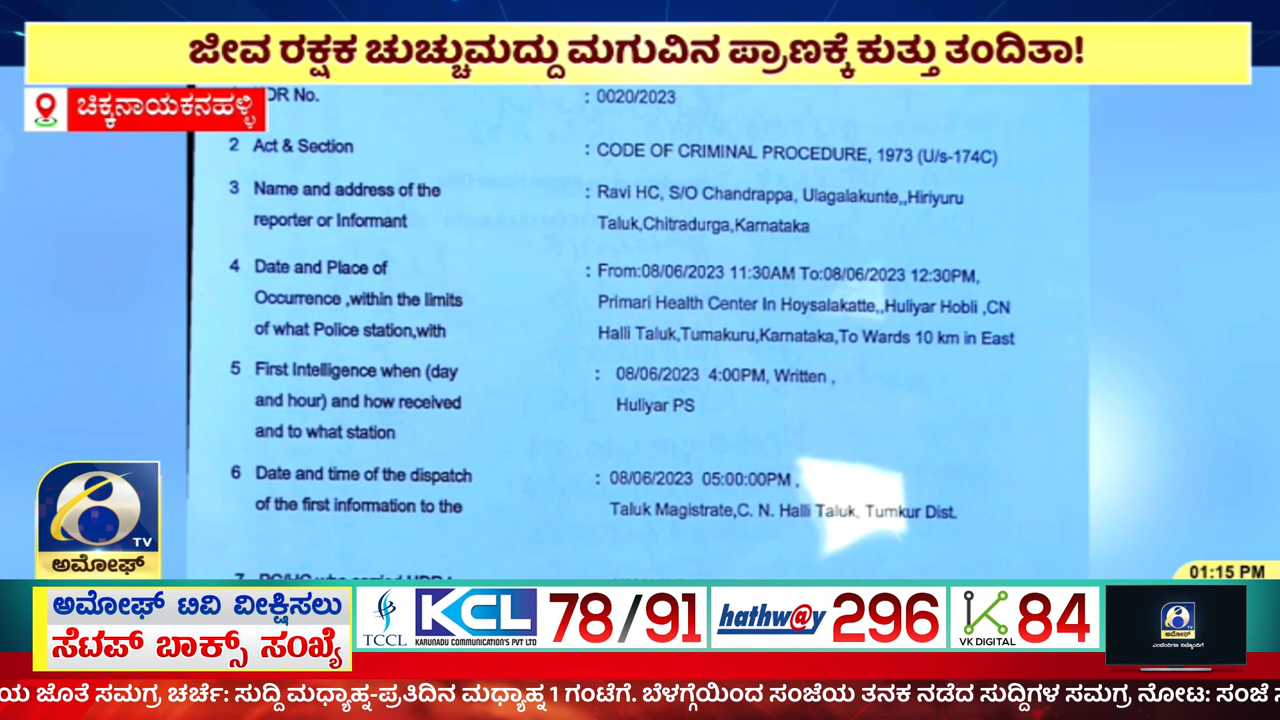 ಜೀವ ರಕ್ಷಕ ಚುಚ್ಚುಮದ್ದು ಮಗುವಿನ ಪ್ರಾಣಕ್ಕೆ ಕುತ್ತು ತಂದಿತಾ!
ಚಿಕ್ಕನಾಯಕನಹಳ್ಳಿ
DR No. : 0020/2023
2 Act & Section : CODE OF CRIMINAL PROCEDURE, 1973 (U/s-174C)
3 Name and address of the : Ravi HC, S/O Chandrappa, Ulagalakunte,,Hiriyuru
reporter or Informant Taluk,Chitradurga,Karnataka
4 Date and Place of : From:08/06/2023 11:30AM To:08/06/2023 12:30PM,
Occurrence ,within the limits Primari Health Center In Hoysalakatte,,Huliyar Hobli ,CN
of what Police station,with Halli Taluk,Tumakuru,Karnataka,To Wards 10 km in East
5 First Intelligence when (day : 08/06/2023 4:00PM, Written ,
and hour) and how received Huliyar PS
and to what station
6 Date and time of the dispatch : 08/06/2023 05:00:00PM ,
of the first information to the Taluk Magistrate,C. N. Halli Taluk, Tumkur Dist.
8 TV
ಅಮೋಘ್
01:15 PM
ಅಮೋಘ್ ಟಿವಿ ವೀಕ್ಷಿಸಲು
ಸೆಟಪ್ ಬಾಕ್ಸ್ ಸಂಖ್ಯೆ
TCCL KCL KARUNADU COMMUNICATION'S PVT LTD 78/91 hathw@y 296 VK DIGITAL 84
ಅಮೋಘ್
ಯ ಜೊತೆ ಸಮಗ್ರ ಚರ್ಚೆ: ಸುದ್ದಿ ಮಧ್ಯಾಹ್ನ-ಪ್ರತಿದಿನ ಮಧ್ಯಾಹ್ನ 1 ಗಂಟೆಗೆ. ಬೆಳಗ್ಗೆಯಿಂದ ಸಂಜೆಯ ತನಕ ನಡೆದ ಸುದ್ದಿಗಳ ಸಮಗ್ರ ನೋಟ: ಸಂಜೆ